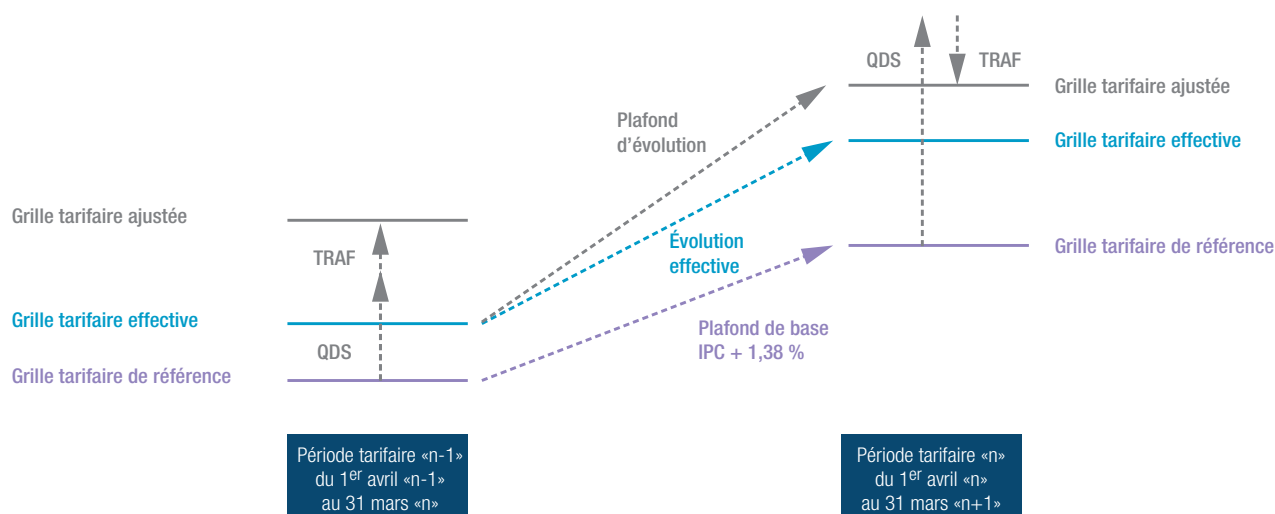 QDS
TRAF
Grille tarifaire ajustée
Plafond
d'évolution
Grille tarifaire effective
Grille tarifaire ajustée
TRAF
Évolution
effective
Grille tarifaire de référence
Grille tarifaire effective
Plafond de base
IPC + 1,38 %
QDS
Grille tarifaire de référence
Période tarifaire «n-1»
du 1er avril «n-1»
au 31 mars «n»
Période tarifaire «n»
du 1er avril «n»
au 31 mars «n+1»